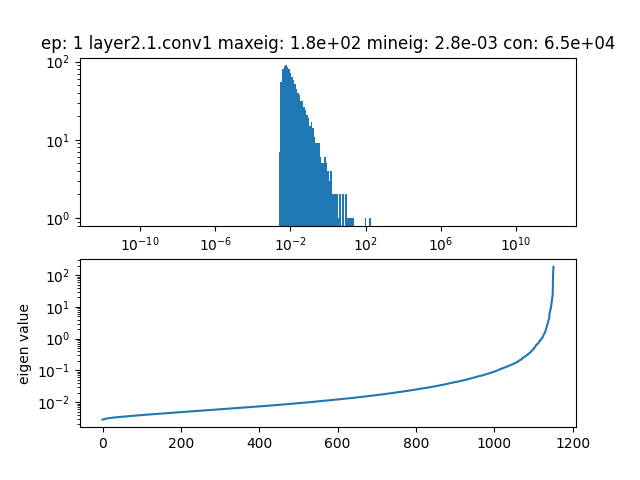 ep: 1 layer2.1.conv1 maxeig: 1.8e+02 mineig: 2.8e-03 con: 6.5e+04
10²
10¹
10⁰
10⁻¹⁰ 10⁻⁶ 10⁻² 10² 10⁶ 10¹⁰
eigen value
10²
10¹
10⁰
10⁻¹
10⁻²
0 200 400 600 800 1000 1200